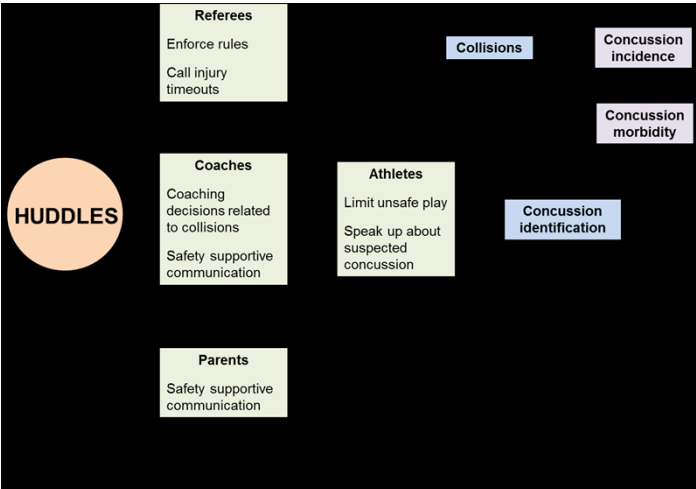 Referees
Enforce rules
Call injury
timeouts
Collisions
Concussion
incidence
Concussion
morbidity
HUDDLES
Coaches
Coaching
decisions related
to collisions
Safety supportive
communication
Athletes
Limit unsafe play
Speak up about
suspected
concussion
Concussion
identification
Parents
Safety supportive
communication